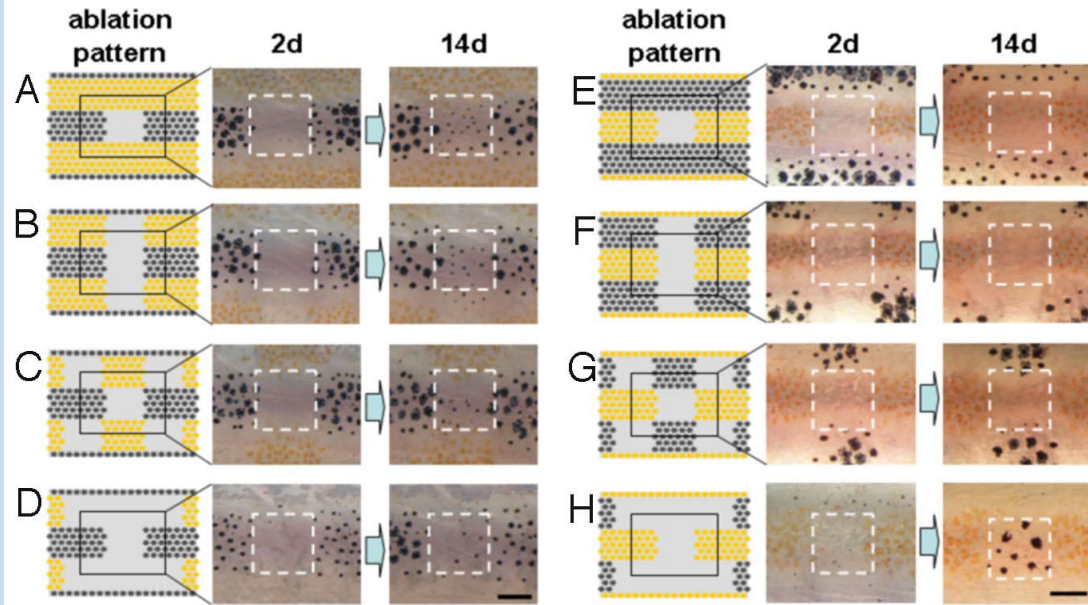 ablation
pattern
2d
14d
ablation
pattern
2d
14d
A
E
B
F
C
G
D
H